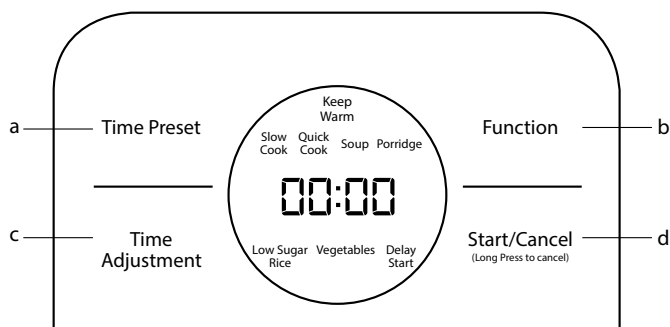 Keep
Warm
a
Time Preset
Slow
Cook
Quick
Cook
Soup
Porridge
Function
b
00:00
c
Time
Adjustment
Low Sugar
Rice
Vegetables
Delay
Start
Start/Cancel
(Long Press to cancel)
d